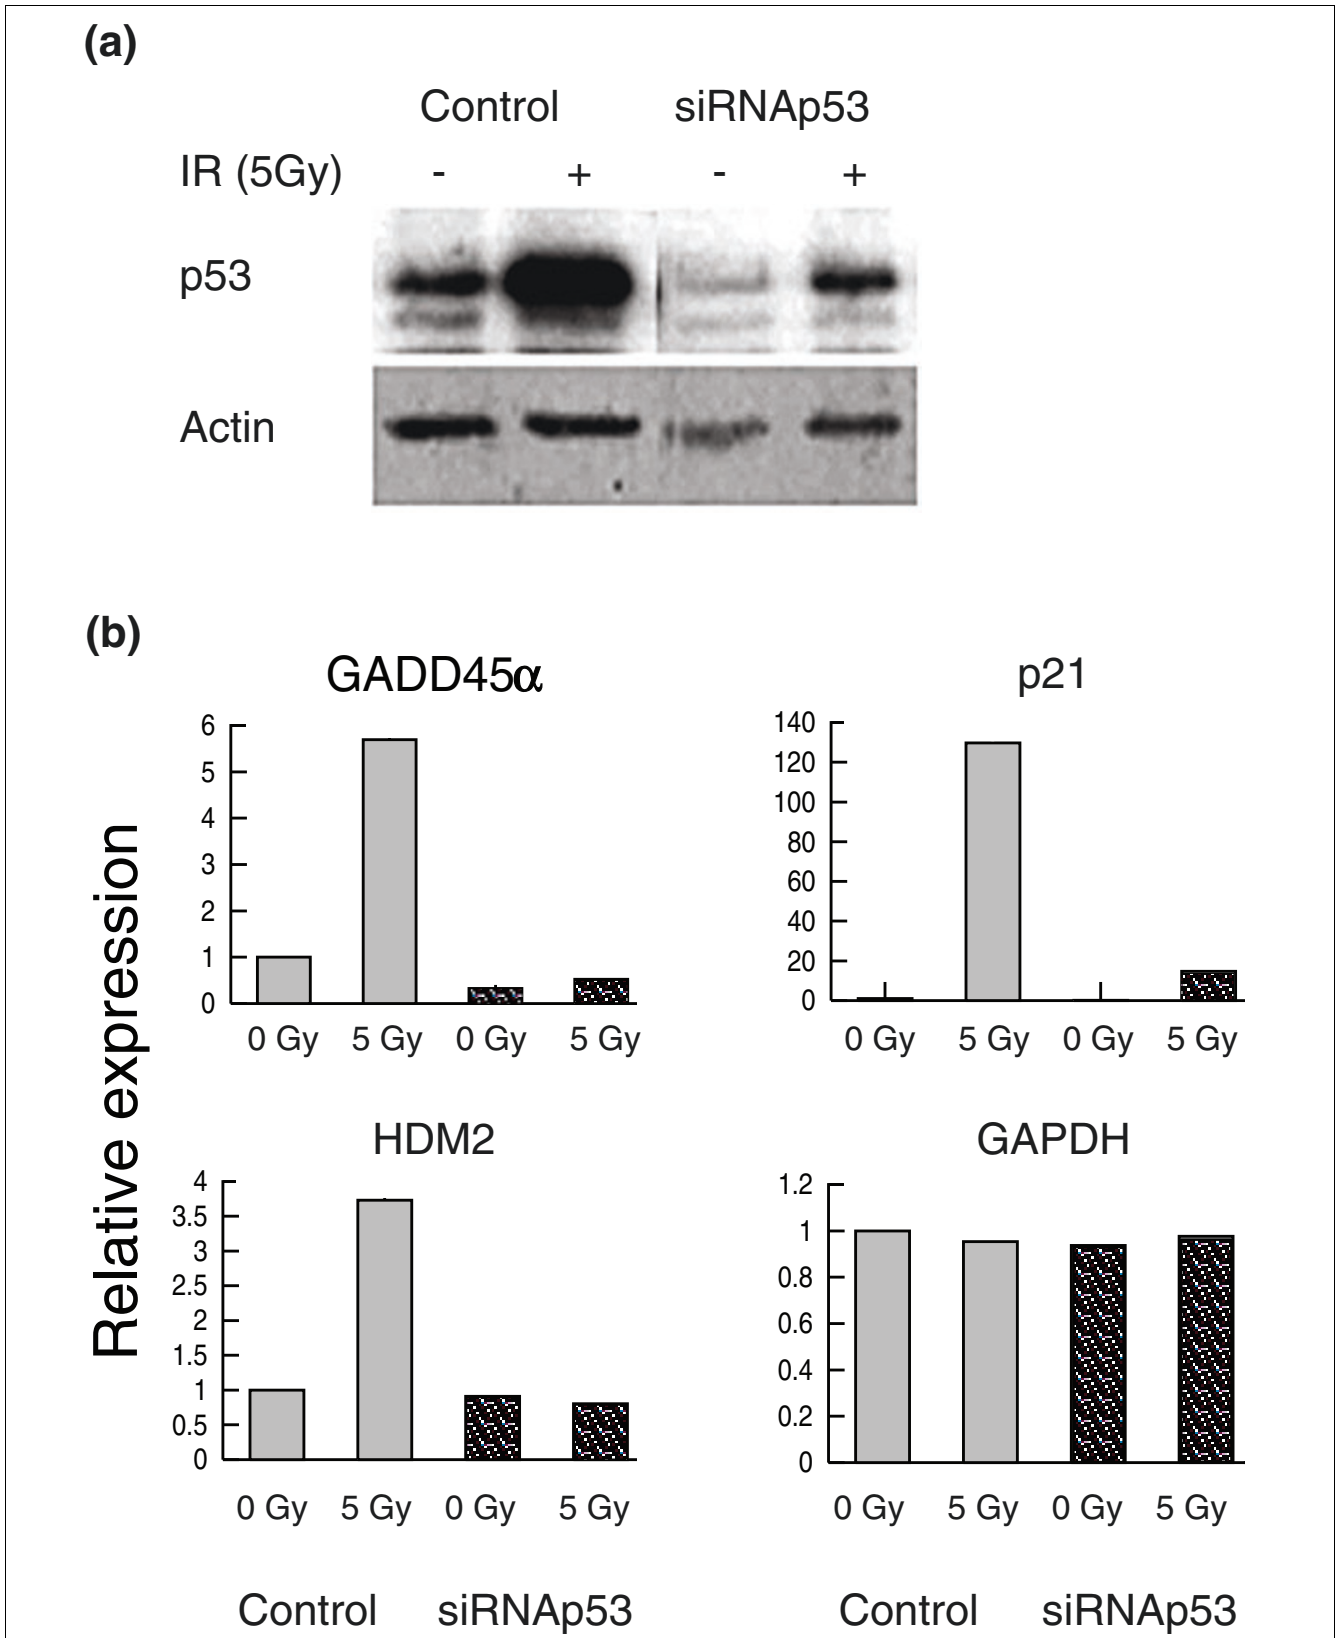 (a)
Control siRNAp53
IR (5Gy) - + - +
p53
Actin
(b)
Relative expression
GADD45α
6
5
4
3
2
1
0
0 Gy 5 Gy 0 Gy 5 Gy
p21
140
120
100
80
60
40
20
0
0 Gy 5 Gy 0 Gy 5 Gy
HDM2
4
3.5
3
2.5
2
1.5
1
0.5
0
0 Gy 5 Gy 0 Gy 5 Gy
Control siRNAp53
GAPDH
1.2
1
0.8
0.6
0.4
0.2
0
0 Gy 5 Gy 0 Gy 5 Gy
Control siRNAp53